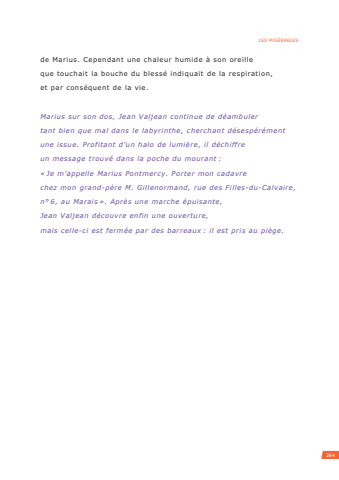 LES MISÉRABLES
de Marius. Cependant une chaleur humide à son oreille
que touchait la bouche du blessé indiquait de la respiration,
et par conséquent de la vie.
Marius sur son dos, Jean Valjean continue de déambuler
tant bien que mal dans le labyrinthe, cherchant désespérément
une issue. Profitant d'un halo de lumière, il déchiffre
un message trouvé dans la poche du mourant :
« Je m'appelle Marius Pontmercy. Porter mon cadavre
chez mon grand-père M. Gillenormand, rue des Filles-du-Calvaire,
n° 6, au Marais ». Après une marche épuisante,
Jean Valjean découvre enfin une ouverture,
mais celle-ci est fermée par des barreaux : il est pris au piège.
264